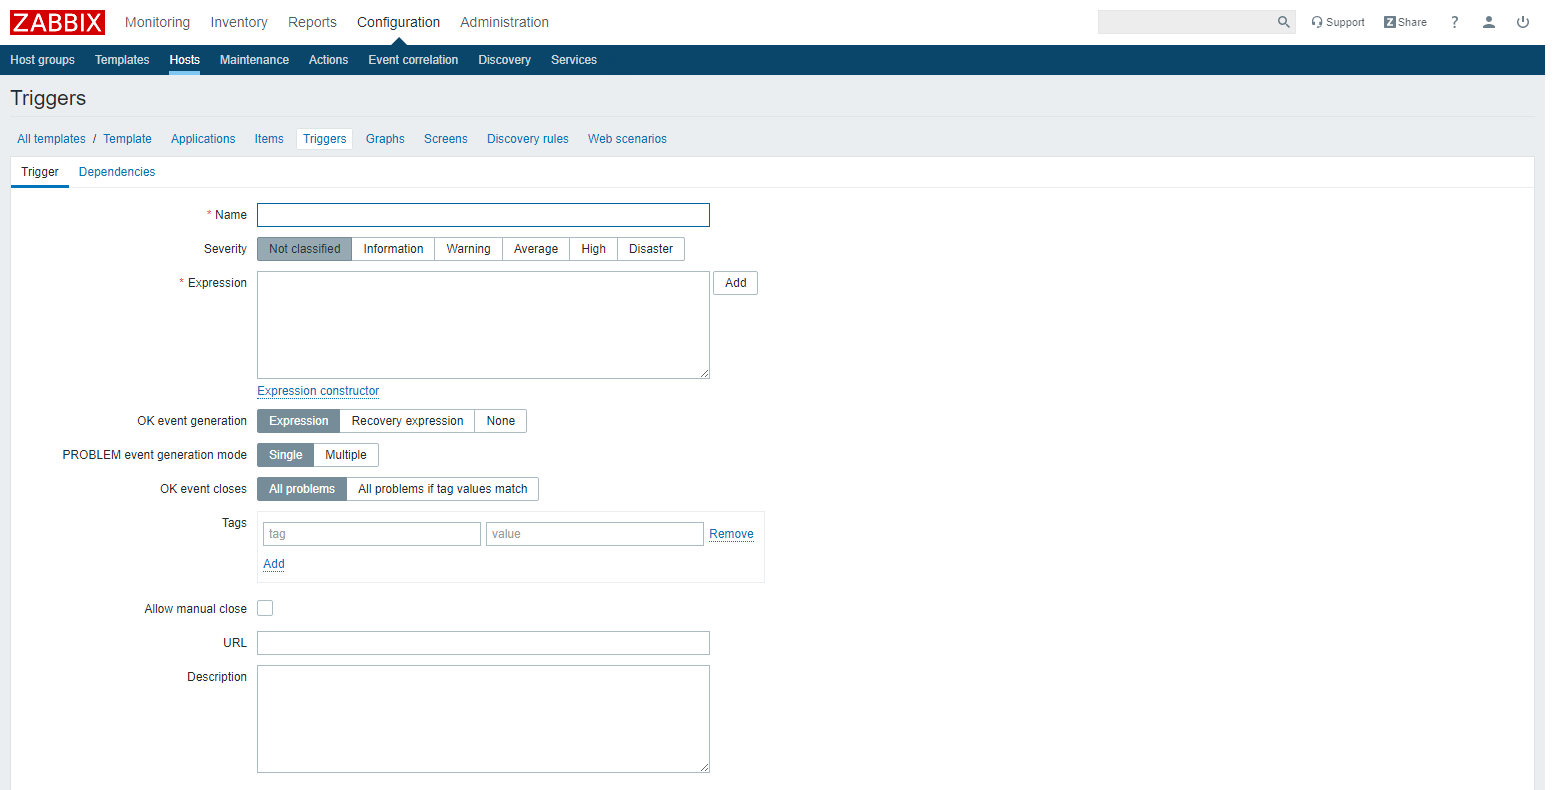 ZABBIX Monitoring Inventory Reports Configuration Administration Support Z Share ?
Host groups Templates Hosts Maintenance Actions Event correlation Discovery Services
Triggers
All templates / Template Applications Items Triggers Graphs Screens Discovery rules Web scenarios
Trigger Dependencies
* Name
Severity Not classified Information Warning Average High Disaster
* Expression Add
Expression constructor
OK event generation Expression Recovery expression None
PROBLEM event generation mode Single Multiple
OK event closes All problems All problems if tag values match
Tags
tag value Remove
Add
Allow manual close
URL
Description